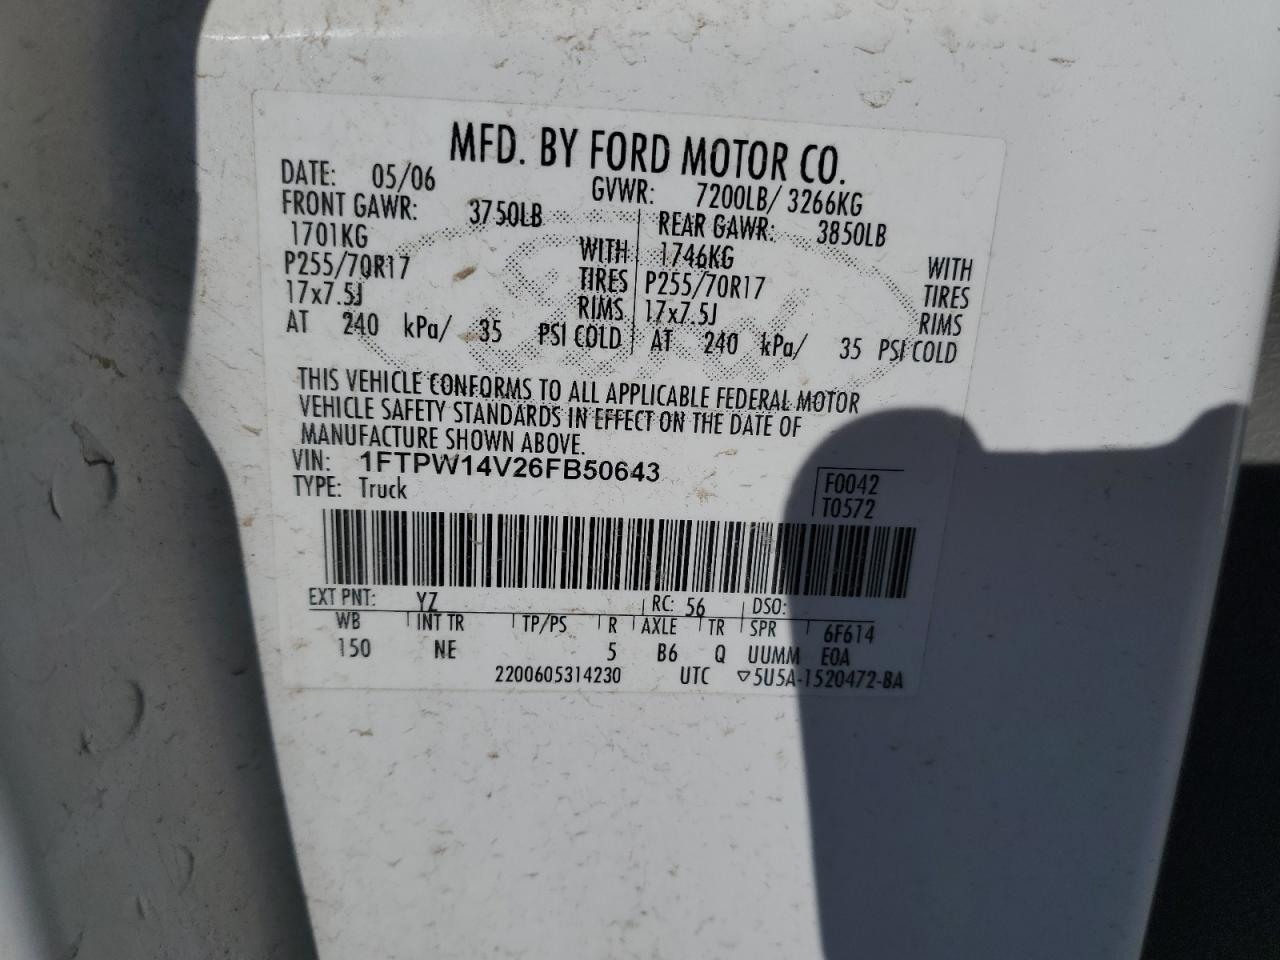 MFD. BY FORD MOTOR CO.
DATE: 05/06 GVWR: 7200LB/ 3266KG
FRONT GAWR: 3750LB REAR GAWR: 3850LB
1701KG WITH 1746KG WITH
P255/70R17 TIRES P255/70R17 TIRES
17x7.5J RIMS 17x7.5J RIMS
AT 240 kPa/ 35 PSI COLD AT 240 kPa/ 35 PSI COLD
THIS VEHICLE CONFORMS TO ALL APPLICABLE FEDERAL MOTOR
VEHICLE SAFETY STANDARDS IN EFFECT ON THE DATE OF
MANUFACTURE SHOWN ABOVE.
VIN: 1FTPW14V26FB50643
TYPE: Truck
F0042
T0572
EXT PNT: YZ RC: 56 DSO:
WB INT TR TP/PS R AXLE TR SPR 6F614
150 NE 5 B6 Q UUMM E0A
2200605314230 UTC ▽5U5A-1520472-BA